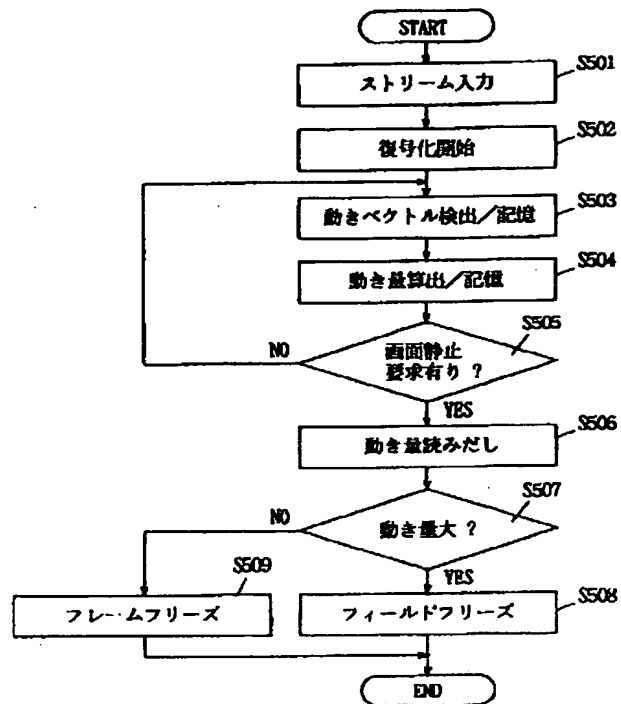 START
S501
ストリーム入力
S502
復号化開始
S503
動きベクトル検出／記憶
S504
動き量算出／記憶
S505
NO
画面静止
要求有り ？
YES
S506
動き量読みだし
S507
NO
動き量大 ？
YES
S509
フレームフリーズ
S508
フィールドフリーズ
END